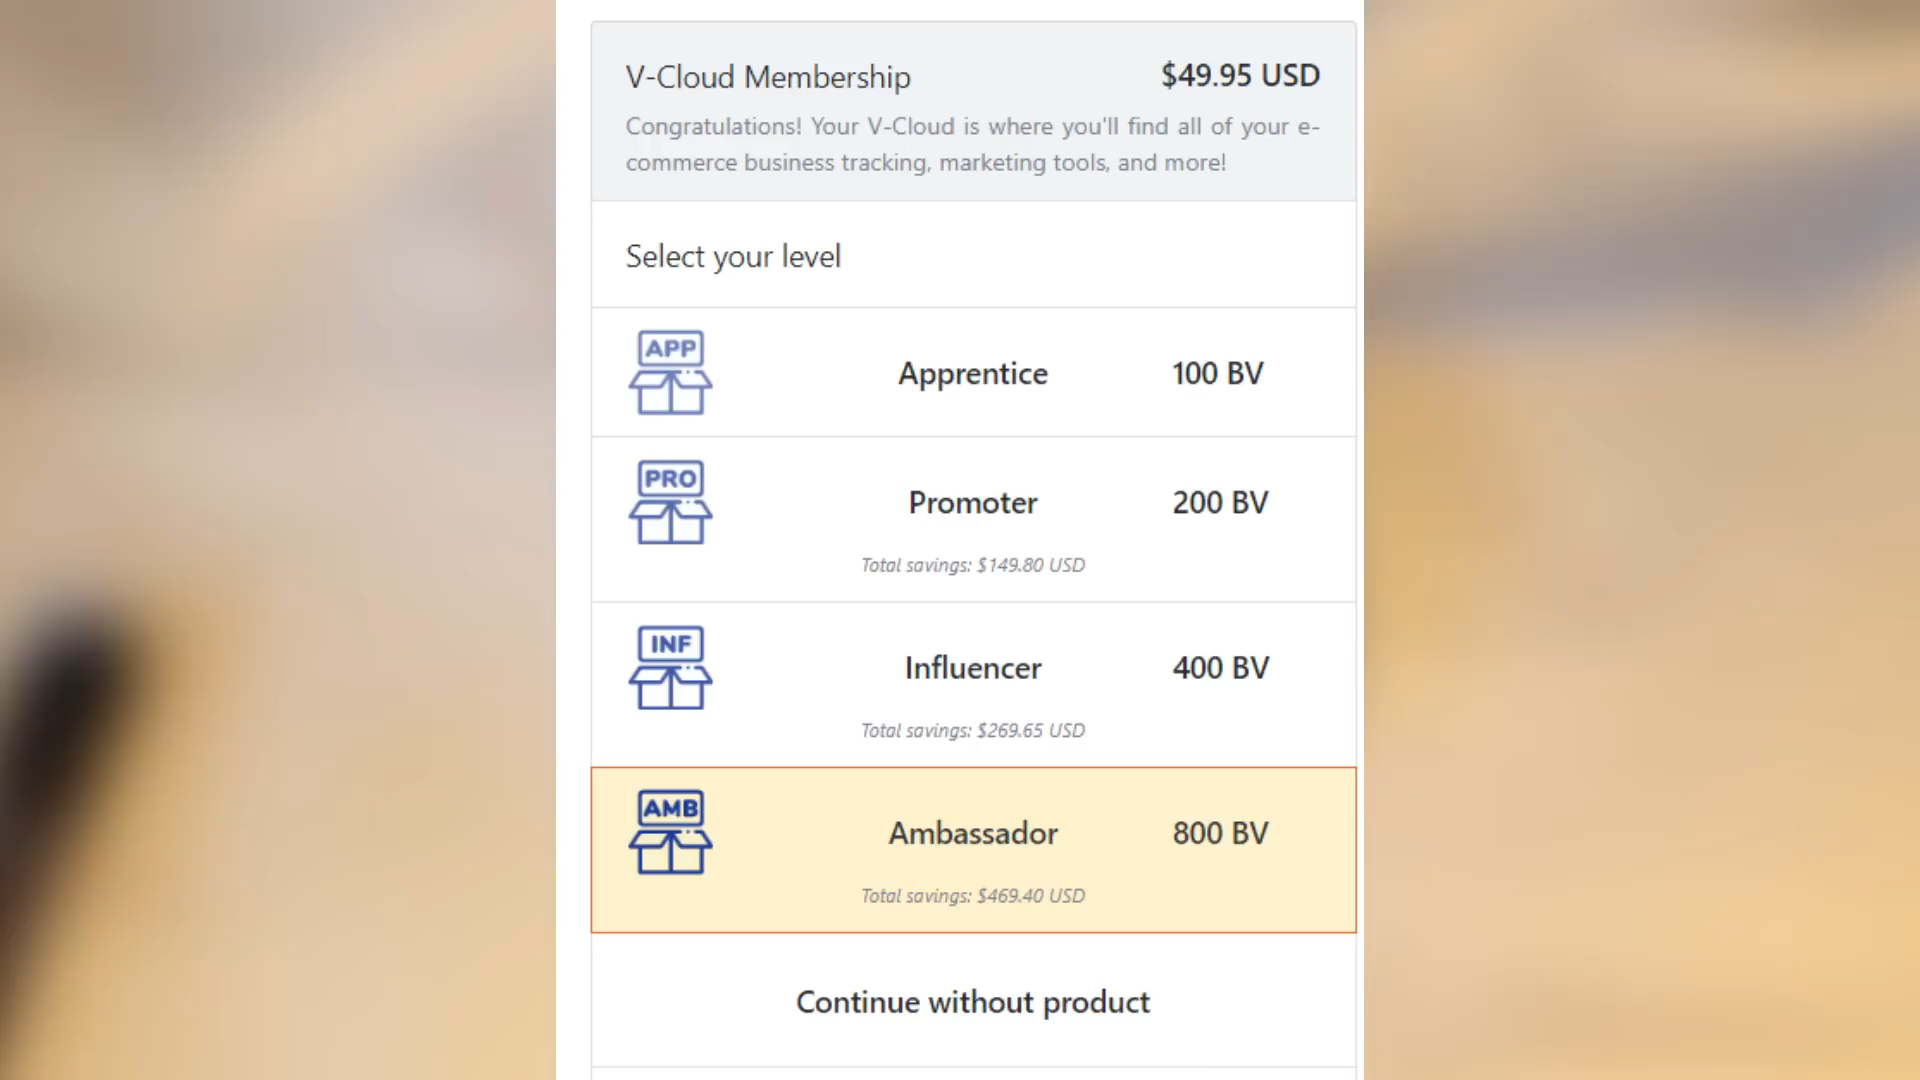 V-Cloud Membership $49.95 USD
Congratulations! Your V-Cloud is where you'll find all of your e-
commerce business tracking, marketing tools, and more!
Select your level
APP
Apprentice 100 BV
PRO
Promoter 200 BV
Total savings: $149.80 USD
INF
Influencer 400 BV
Total savings: $269.65 USD
AMB
Ambassador 800 BV
Total savings: $469.40 USD
Continue without product